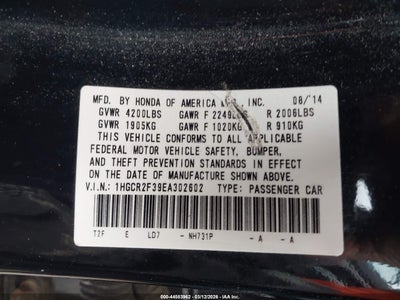 MFD. BY HONDA OF AMERICA MFG., INC. 08/'14
GVWR 4200LBS GAWR F 2249LBS R 2006LBS
GVWR 1905KG GAWR F 1020KG R 910KG
THIS VEHICLE CONFORMS TO ALL APPLICABLE
FEDERAL MOTOR VEHICLE SAFETY, BUMPER,
AND THEFT PREVENTION STANDARDS IN EFFECT
ON THE DATE OF MANUFACTURE SHOWN ABOVE.
V.I.N.: 1HGCR2F39EA302602 TYPE: PASSENGER CAR
T2F E LD7 - NH731P - A - A
000-44503962 - 03/12/2026 - IAA Inc.